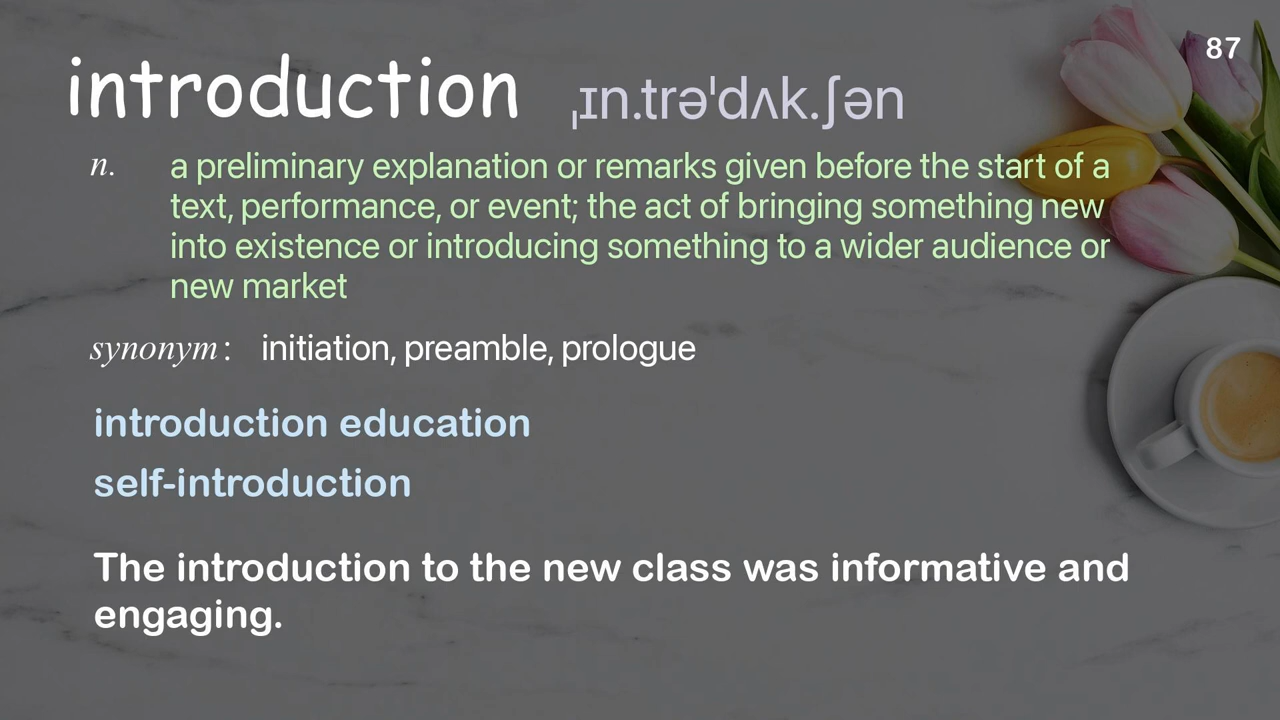 87
introduction ˌɪn.trəˈdʌk.ʃən
n. a preliminary explanation or remarks given before the start of a
text, performance, or event; the act of bringing something new
into existence or introducing something to a wider audience or
new market
synonym : initiation, preamble, prologue
introduction education
self-introduction
The introduction to the new class was informative and
engaging.